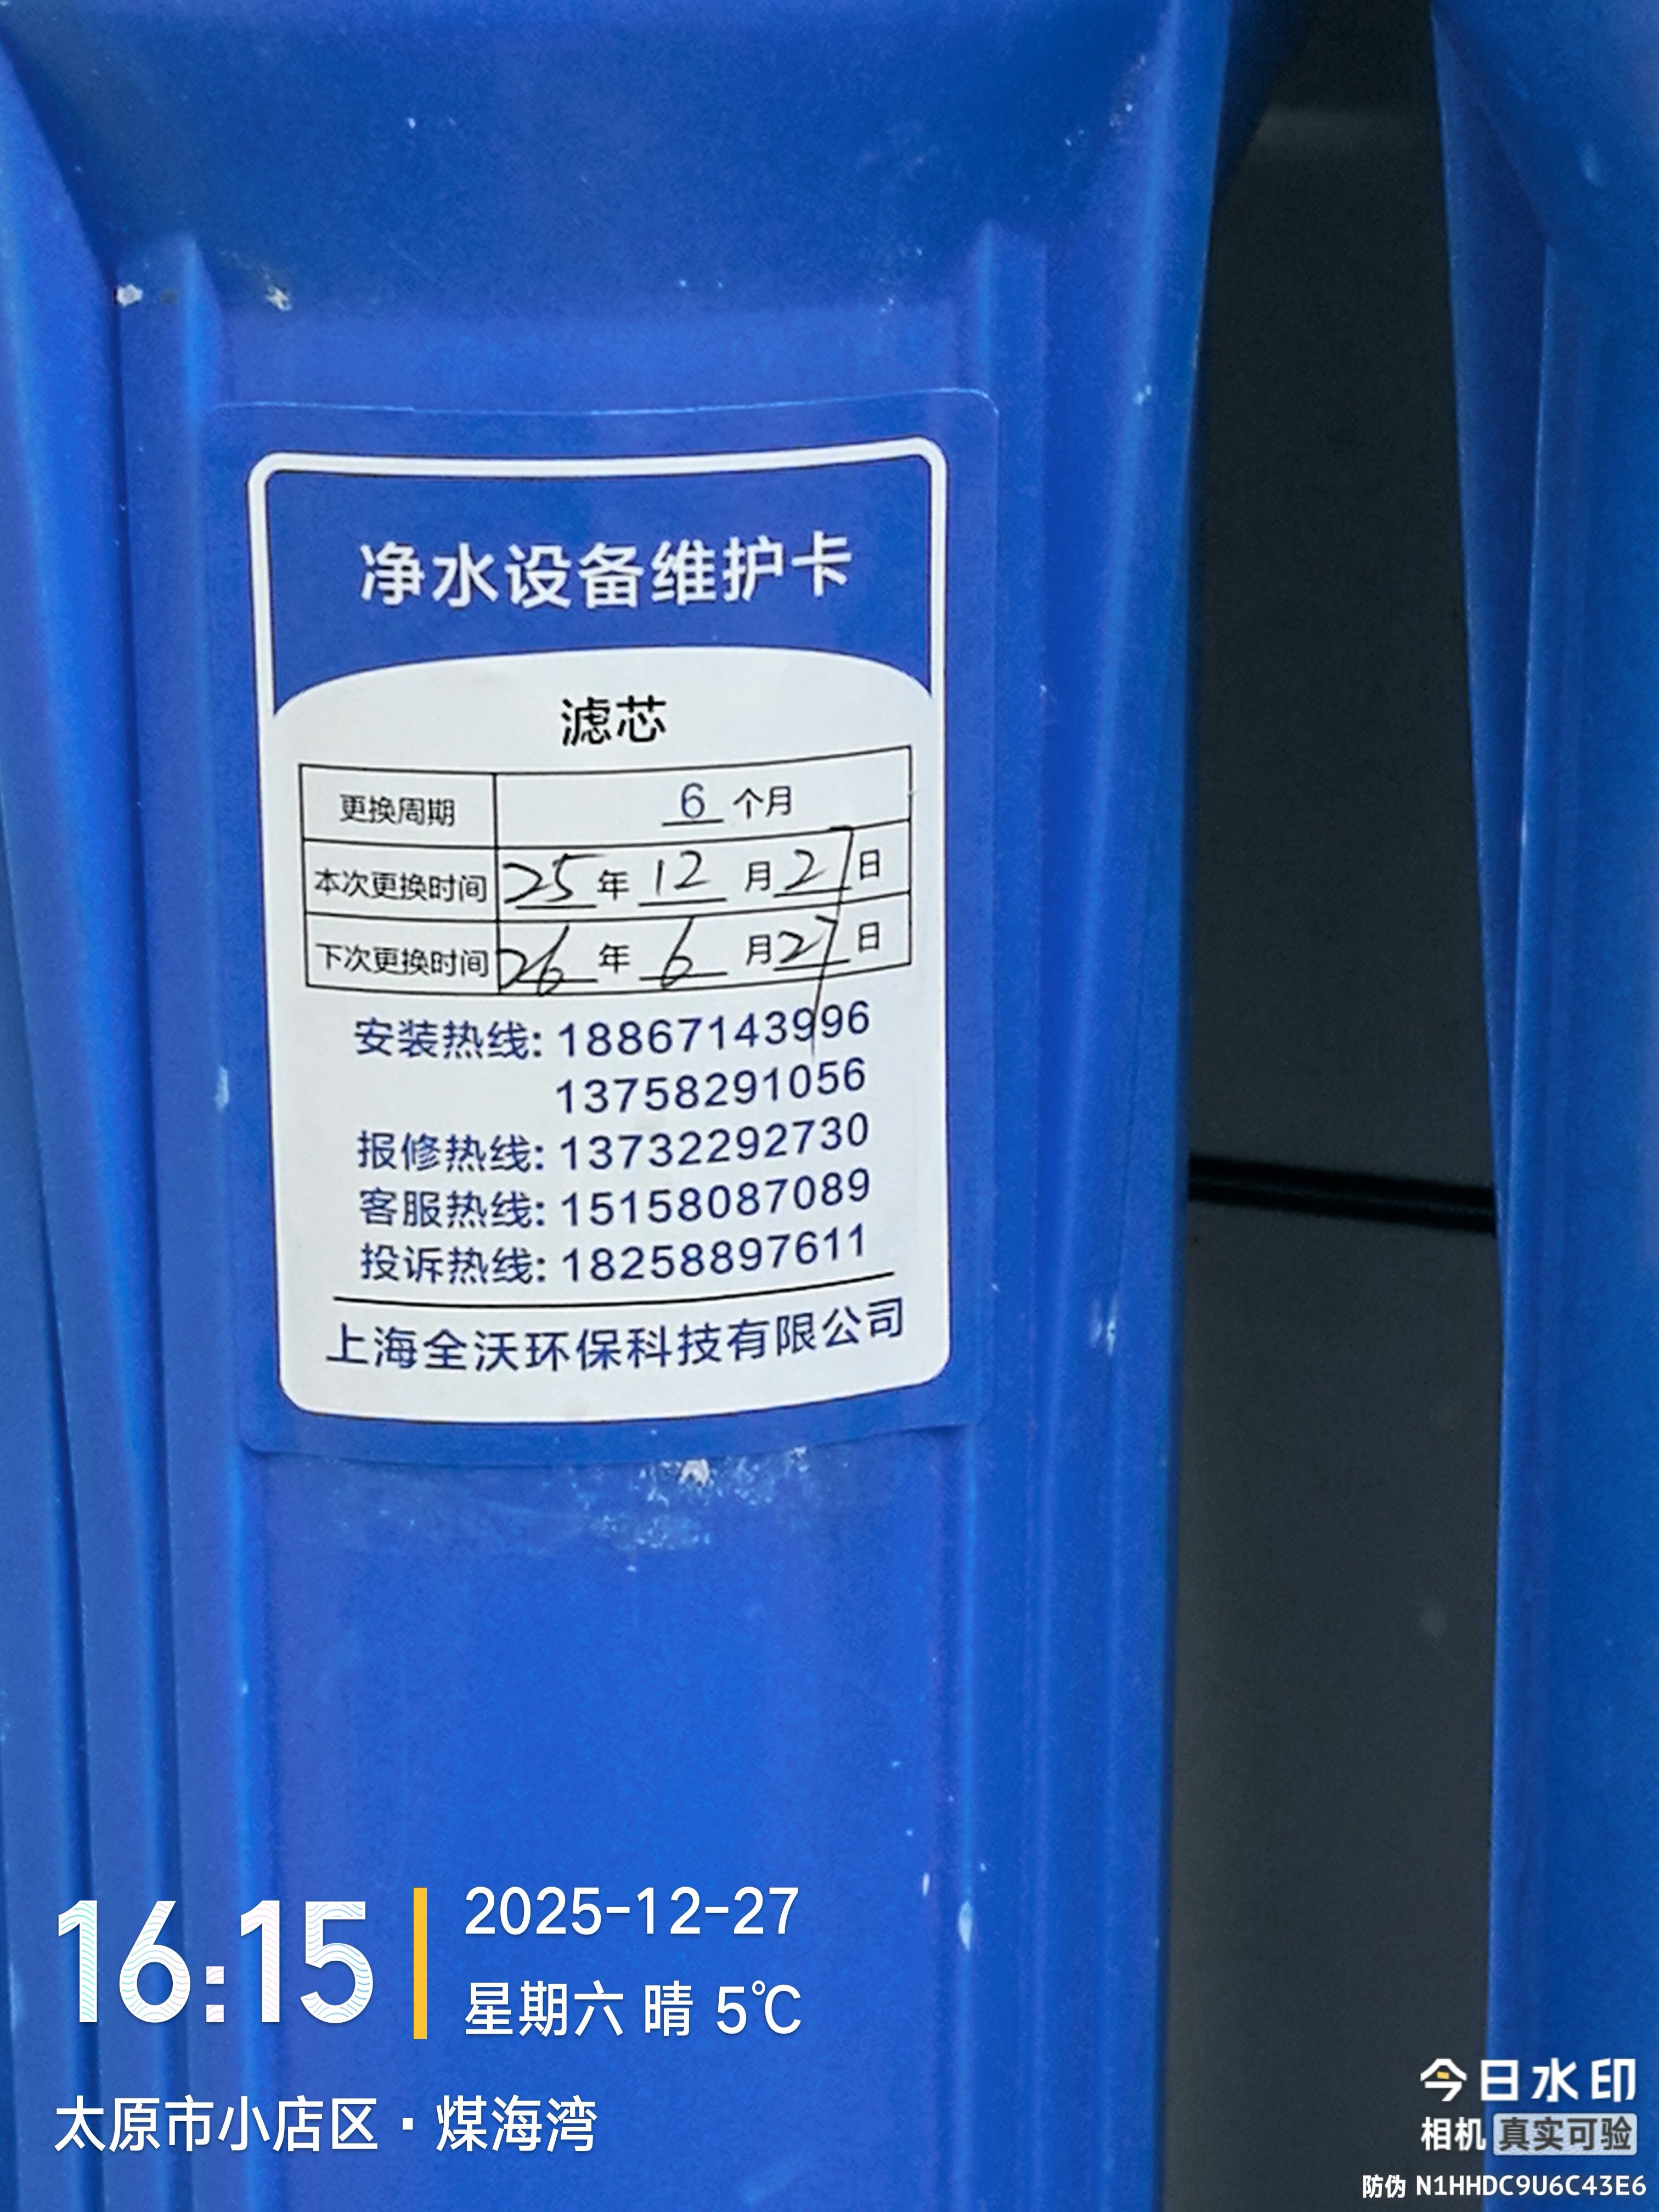 净水设备维护卡
滤芯
更换周期 6 个月
本次更换时间 25 年 12 月 27 日
下次更换时间 26 年 6 月 27 日
安装热线: 18867143996
13758291056
报修热线: 13732292730
客服热线: 15158087089
投诉热线: 18258897611
上海全沃环保科技有限公司
16:15
2025-12-27
星期六 晴 5℃
太原市小店区·煤海湾
今日水印
相机 真实可验
防伪 N1HHDC9U6C43E6